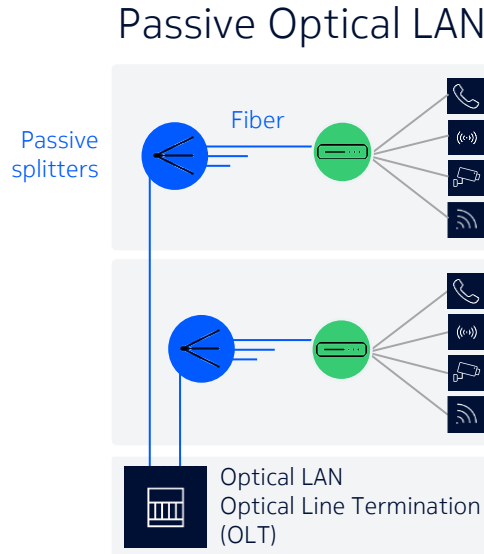 Passive Optical LAN
Fiber
Passive
splitters
Optical LAN
Optical Line Termination
(OLT)